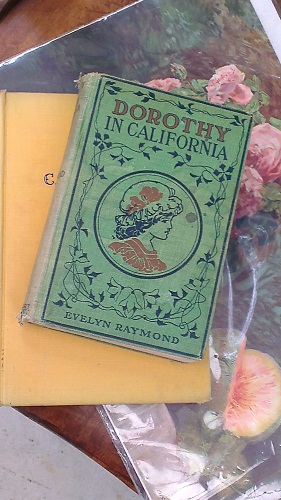 DOROTHY
IN CALIFORNIA
EVELYN RAYMOND
C